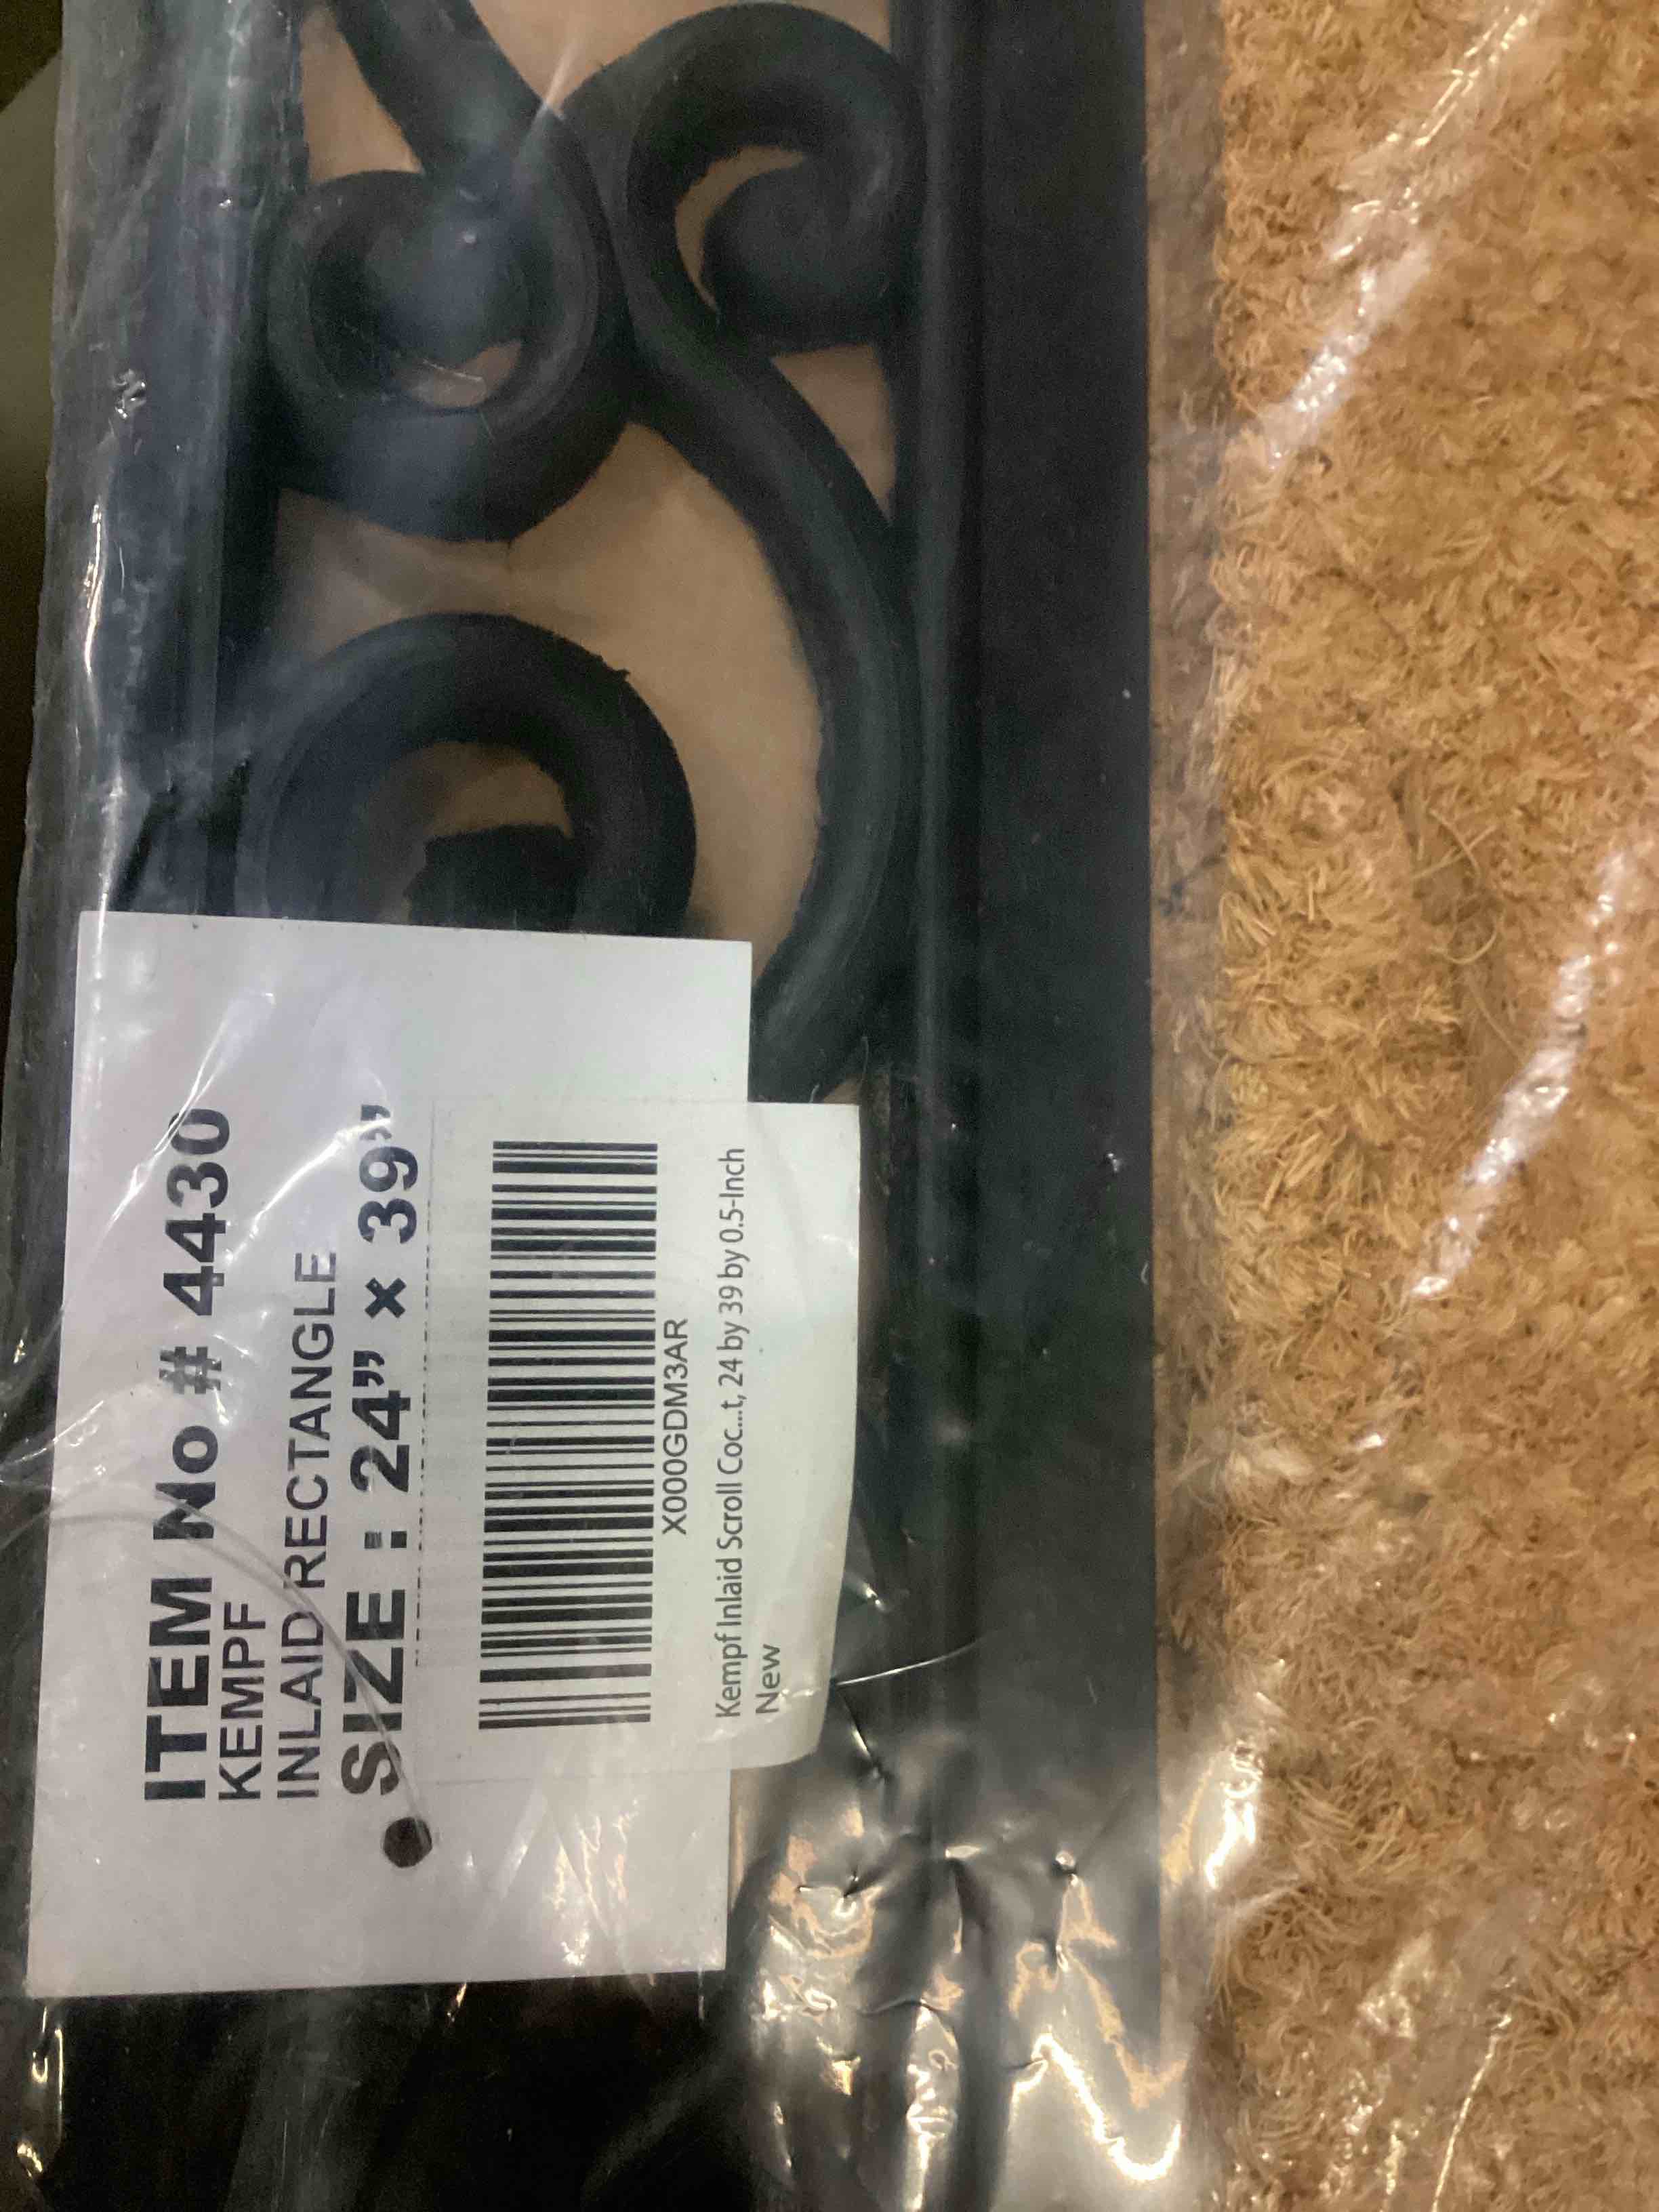 ITEM No # 4430
KEMPF
INLAID RECTANGLE
SIZE : 24” x 39”
X000GDM3AR
Kempf Inlaid Scroll Coc...t, 24 by 39 by 0.5-Inch
New